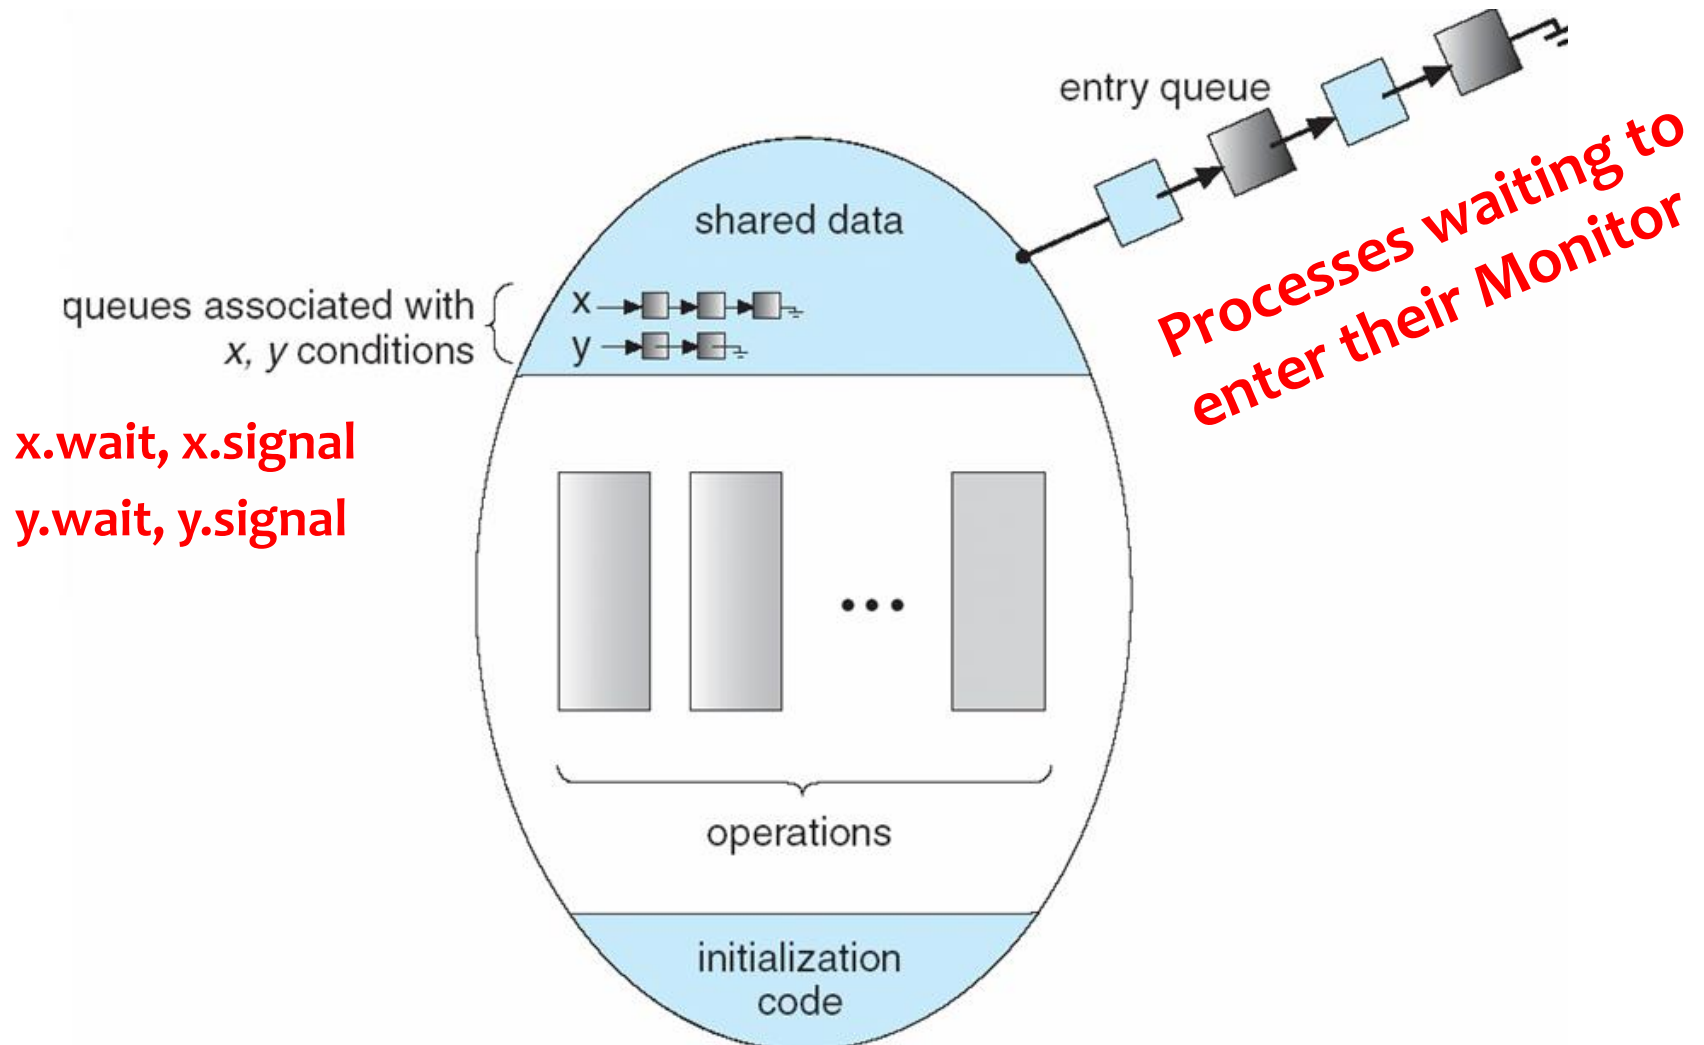 entry queue
Processes waiting to
enter their Monitor
shared data
queues associated with
x, y conditions
x
y
x.wait, x.signal
y.wait, y.signal
operations
initialization
code